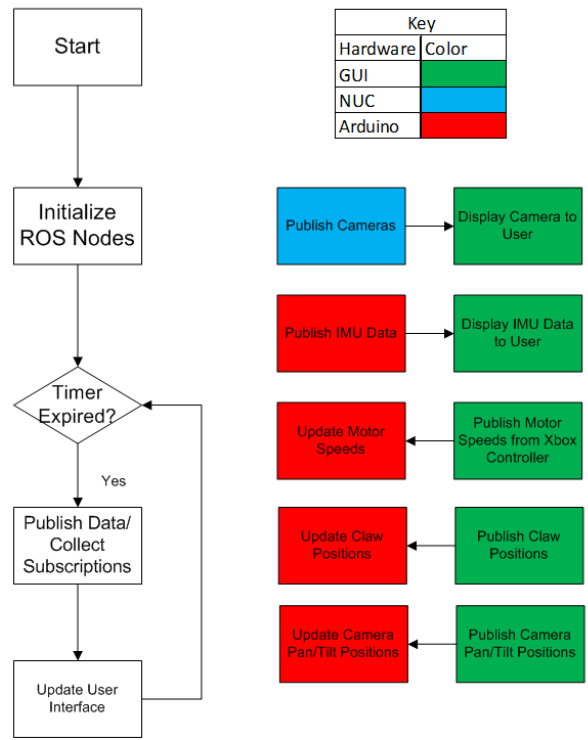 Start
Initialize
ROS Nodes
Timer
Expired?
Yes
Publish Data/
Collect
Subscriptions
Update User
Interface
Key
Hardware Color
GUI
NUC
Arduino
Publish Cameras
Display Camera to
User
Publish IMU Data
Display IMU Data
to User
Update Motor
Speeds
Publish Motor
Speeds from Xbox
Controller
Update Claw
Positions
Publish Claw
Positions
Update Camera
Pan/Tilt Positions
Publish Camera
Pan/Tilt Positions